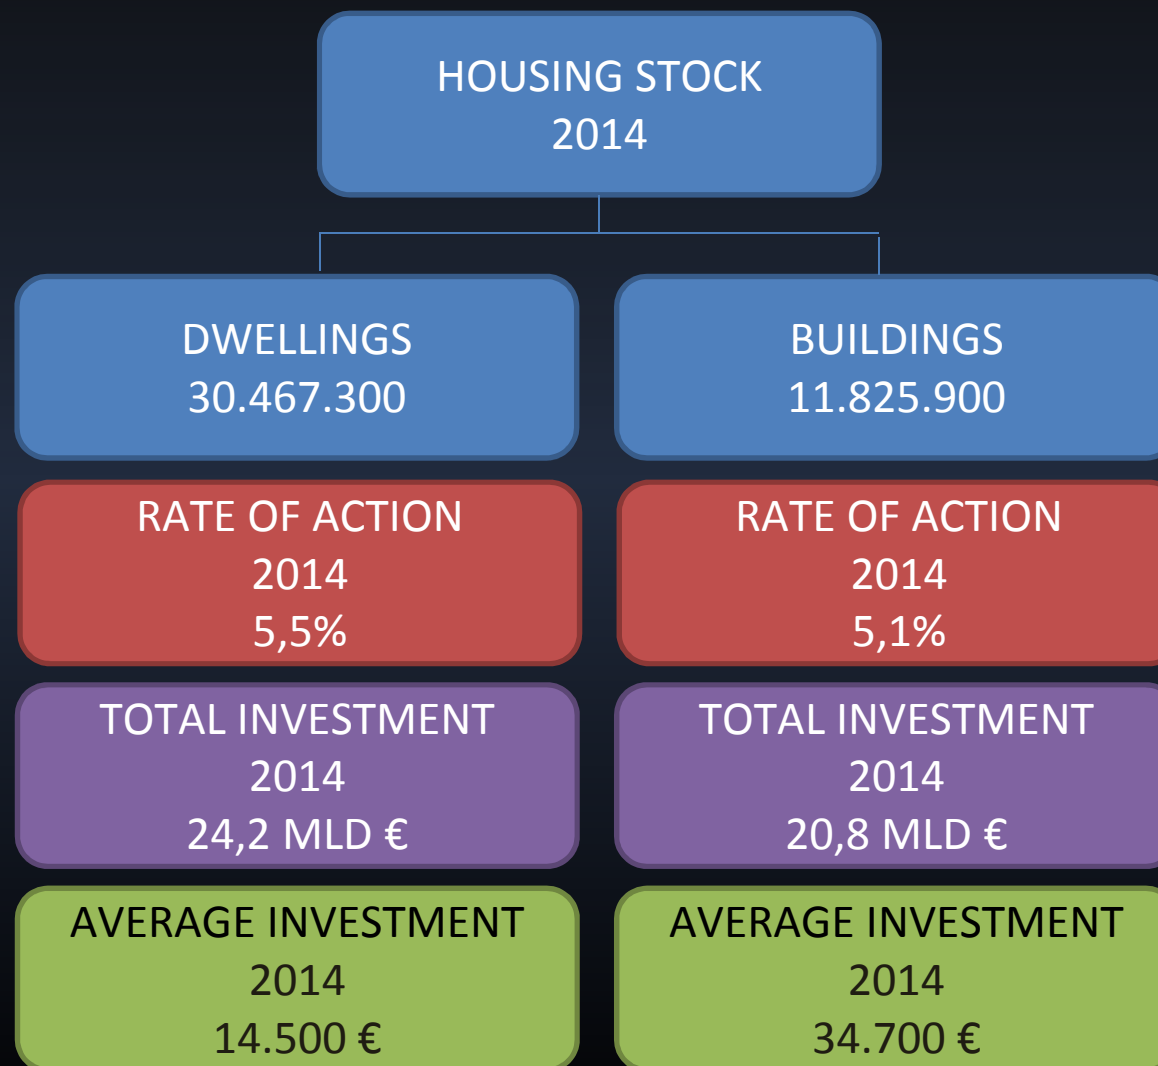 HOUSING STOCK
2014
DWELLINGS
30.467.300
BUILDINGS
11.825.900
RATE OF ACTION
2014
5,5%
RATE OF ACTION
2014
5,1%
TOTAL INVESTMENT
2014
24,2 MLD €
TOTAL INVESTMENT
2014
20,8 MLD €
AVERAGE INVESTMENT
2014
14.500 €
AVERAGE INVESTMENT
2014
34.700 €